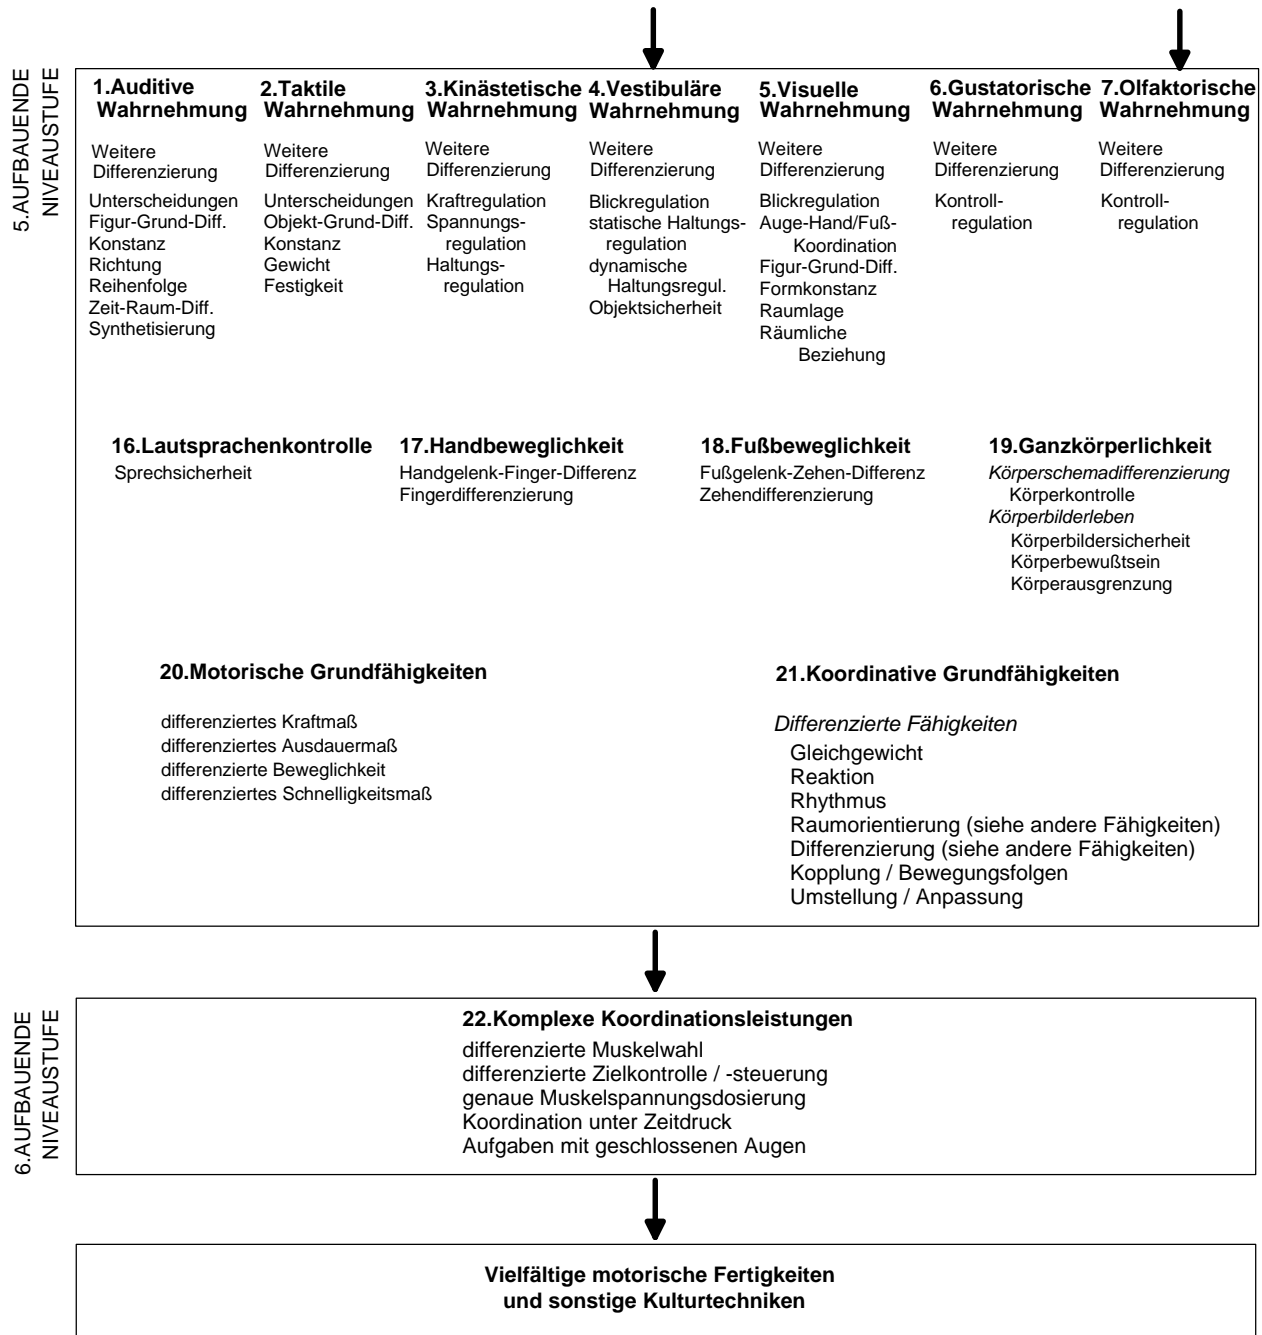 5.AUFBAUENDE
NIVEAUSTUFE
1.Auditive
Wahrnehmung
Weitere
Differenzierung
Unterscheidungen
Figur-Grund-Diff.
Konstanz
Richtung
Reihenfolge
Zeit-Raum-Diff.
Synthetisierung
2.Taktile
Wahrnehmung
Weitere
Differenzierung
Unterscheidungen
Objekt-Grund-Diff.
Konstanz
Gewicht
Festigkeit
3.Kinästetische
Wahrnehmung
Weitere
Differenzierung
Kraftregulation
Spannungs-
regulation
Haltungs-
regulation
4.Vestibuläre
Wahrnehmung
Weitere
Differenzierung
Blickregulation
statische Haltungs-
regulation
dynamische
Haltungsregul.
Objektsicherheit
5.Visuelle
Wahrnehmung
Weitere
Differenzierung
Blickregulation
Auge-Hand/Fuß-
Koordination
Figur-Grund-Diff.
Formkonstanz
Raumlage
Räumliche
Beziehung
6.Gustatorische
Wahrnehmung
Weitere
Differenzierung
Kontroll-
regulation
7.Olfaktorische
Wahrnehmung
Weitere
Differenzierung
Kontroll-
regulation
16.Lautsprachenkontrolle
Sprechsicherheit
17.Handbeweglichkeit
Handgelenk-Finger-Differenz
Fingerdifferenzierung
18.Fußbeweglichkeit
Fußgelenk-Zehen-Differenz
Zehendifferenzierung
19.Ganzkörperlichkeit
Körperschemadifferenzierung
Körperkontrolle
Körperbilderleben
Körperbildersicherheit
Körperbewußtsein
Körperausgrenzung
20.Motorische Grundfähigkeiten
differenziertes Kraftmaß
differenziertes Ausdauermaß
differenzierte Beweglichkeit
differenziertes Schnelligkeitsmaß
21.Koordinative Grundfähigkeiten
Differenzierte Fähigkeiten
Gleichgewicht
Reaktion
Rhythmus
Raumorientierung (siehe andere Fähigkeiten)
Differenzierung (siehe andere Fähigkeiten)
Kopplung / Bewegungsfolgen
Umstellung / Anpassung
6.AUFBAUENDE
NIVEAUSTUFE
22.Komplexe Koordinationsleistungen
differenzierte Muskelwahl
differenzierte Zielkontrolle / -steuerung
genaue Muskelspannungsdosierung
Koordination unter Zeitdruck
Aufgaben mit geschlossenen Augen
Vielfältige motorische Fertigkeiten
und sonstige Kulturtechniken